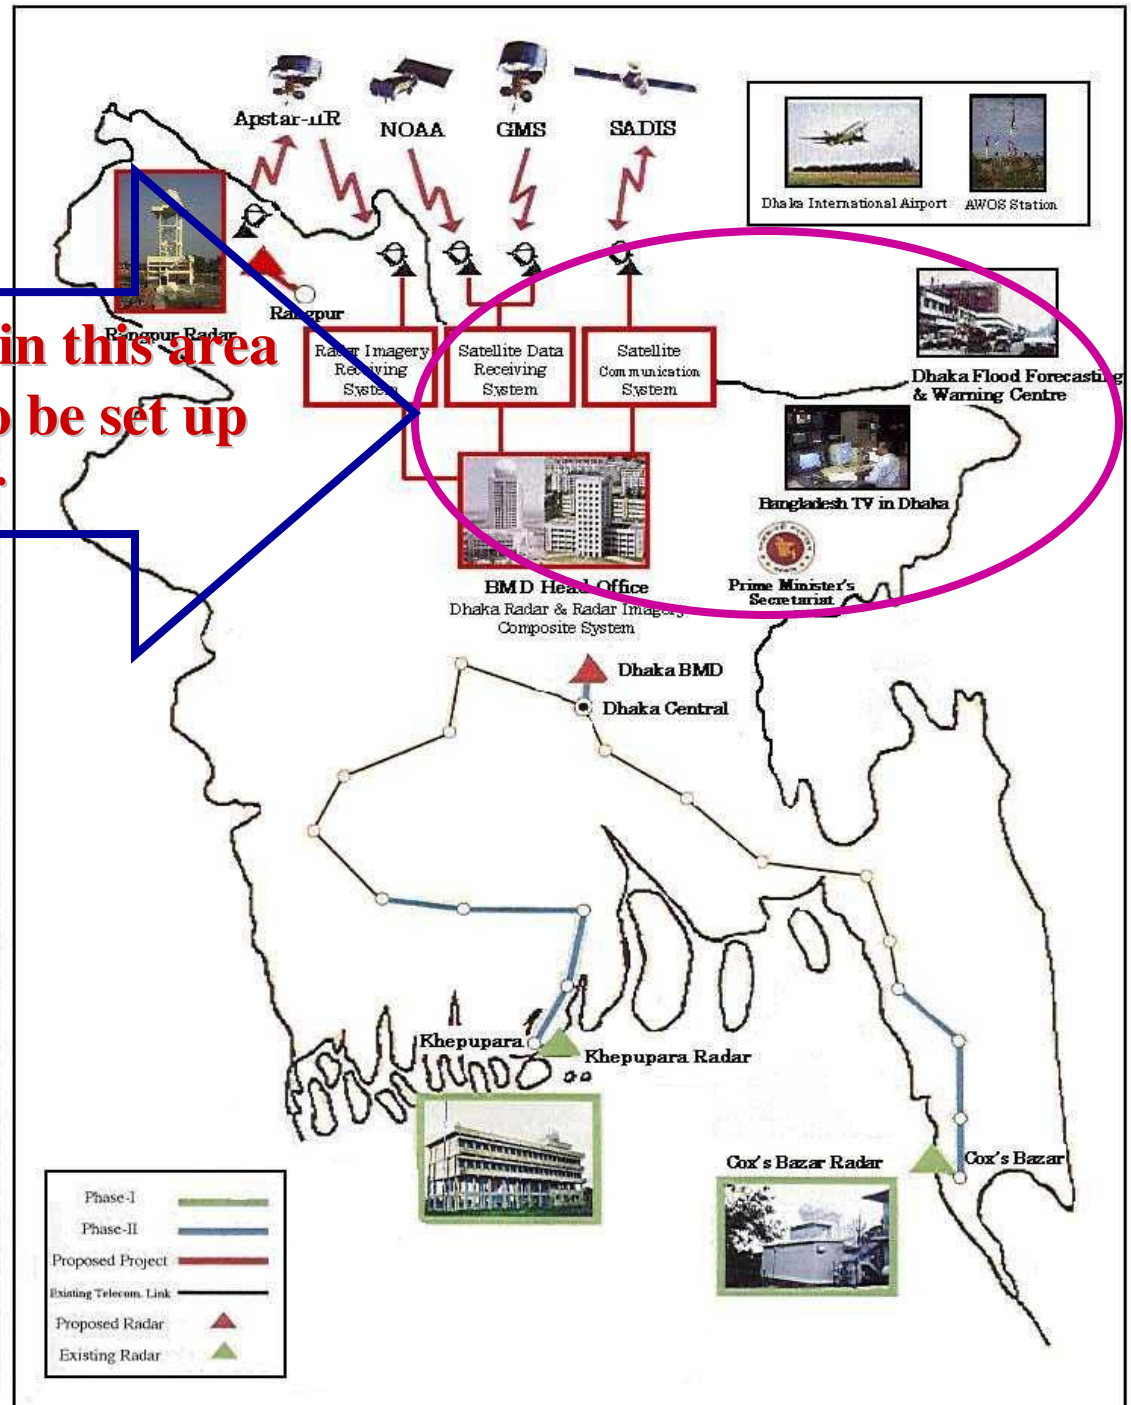 Apstar-11R
NOAA
GMS
SADIS
Dhaka International Airport
AWOS Station
Rangpur
Rangpur Radar
in this area
be set up
Radar Imagery
Receiving
System
Satellite Data
Receiving
System
Satellite
Communication
System
Dhaka Flood Forecasting
& Warning Centre
Bangladesh TV in Dhaka
Prime Minister's
Secretariat
BMD Head Office
Dhaka Radar & Radar Imagery
Composite System
Dhaka BMD
Dhaka Central
Khepupara
Khepupara Radar
Cox's Bazar Radar
Cox's Bazar
Phase-I
Phase-II
Proposed Project
Existing Telecom. Link
Proposed Radar
Existing Radar